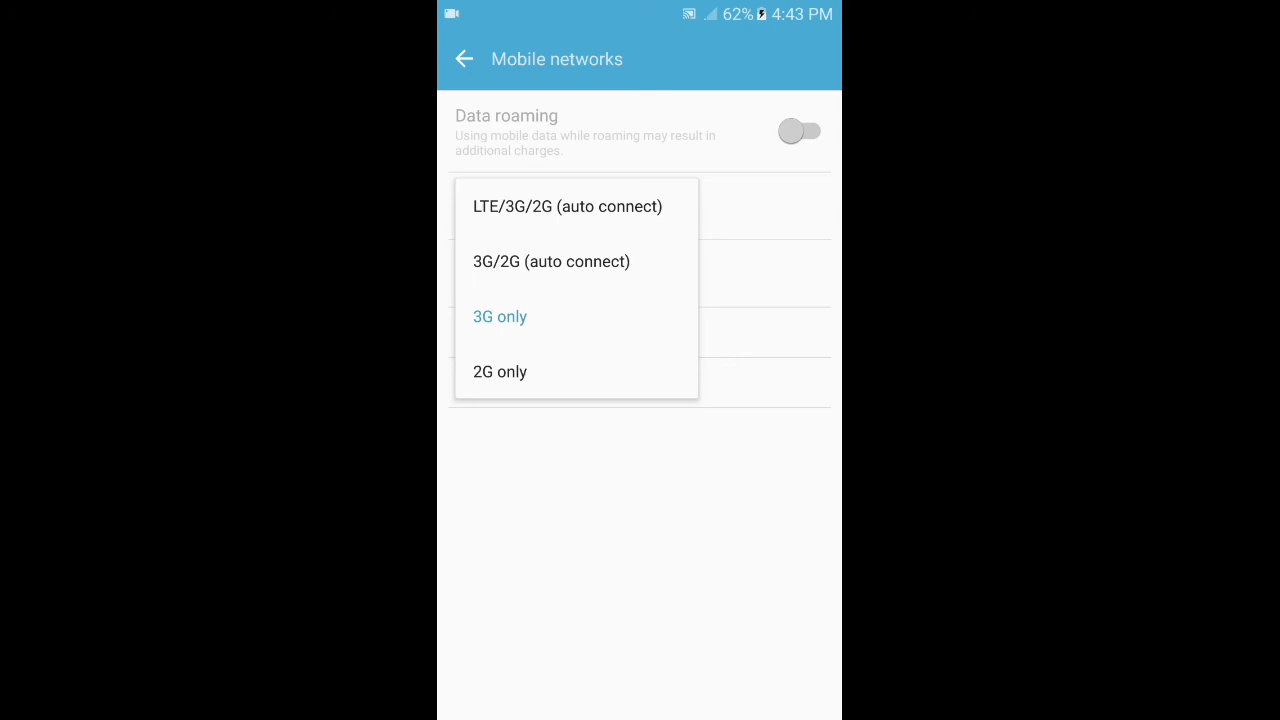 62% 4:43 PM
Mobile networks
Data roaming
Using mobile data while roaming may result in
additional charges.
LTE/3G/2G (auto connect)
3G/2G (auto connect)
3G only
2G only